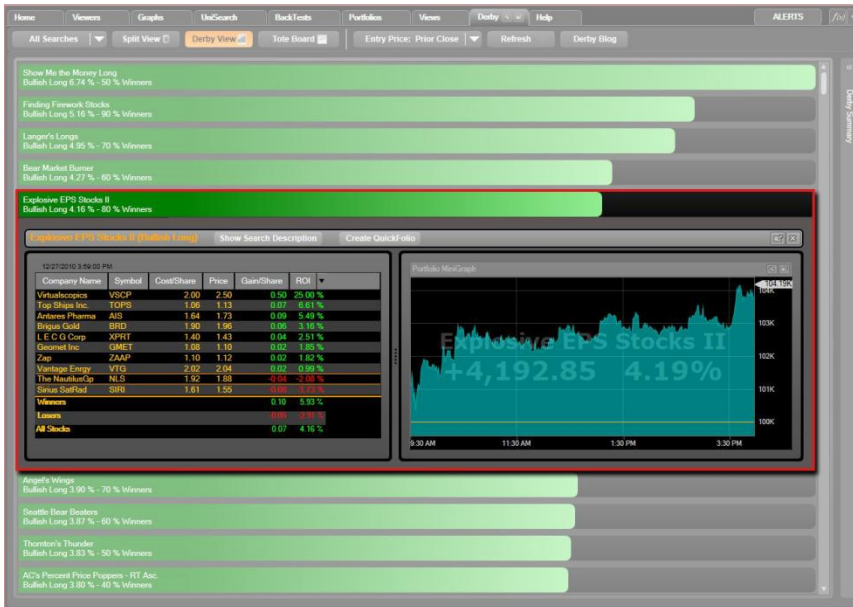 Home Viewers Graphs UniSearch BackTests Portfolios Views Derby Help ALERTS f(x)
All Searches Split View Derby View Tote Board Entry Price: Prior Close Refresh Derby Blog
Derby Summary
Show Me the Money Long
Bullish Long 6.74 % - 50 % Winners
Finding Firework Stocks
Bullish Long 5.16 % - 90 % Winners
Langer's Longs
Bullish Long 4.95 % - 70 % Winners
Bear Market Burner
Bullish Long 4.27 % - 60 % Winners
Explosive EPS Stocks II
Bullish Long 4.16 % - 80 % Winners
Explosive EPS Stocks II (Bullish Long) Show Search Description Create QuickFolio
12/27/2010 3:59:00 PM
Company Name Symbol Cost/Share Price Gain/Share ROI
Virtualscopics VSCP 2.00 2.50 0.50 25.00 %
Top Ships Inc. TOPS 1.06 1.13 0.07 6.61 %
Antares Pharma AIS 1.64 1.73 0.09 5.49 %
Brigus Gold BRD 1.90 1.96 0.06 3.16 %
L E C G Corp XPRT 1.40 1.43 0.04 2.51 %
Geomet Inc GMET 1.08 1.10 0.02 1.85 %
Zap ZAAP 1.10 1.12 0.02 1.82 %
Vantage Enrgy VTG 2.02 2.04 0.02 0.99 %
The NautilusGp NLS 1.92 1.88 -0.04 -2.08 %
Sirius SatRad SIRI 1.61 1.55 -0.06 -3.73 %
Winners 0.10 5.93 %
Losers -0.05 -2.91 %
All Stocks 0.07 4.16 %
Portfolio MiniGraph
104.19K
104K
103K
102K
101K
100K
Explosive EPS Stocks II
+4,192.85 4.19%
9:30 AM 11:30 AM 1:30 PM 3:30 PM
Angel's Wings
Bullish Long 3.90 % - 70 % Winners
Seattle Bear Beaters
Bullish Long 3.87 % - 60 % Winners
Thornton's Thunder
Bullish Long 3.83 % - 50 % Winners
AC's Percent Price Poppers - RT Asc.
Bullish Long 3.80 % - 40 % Winners